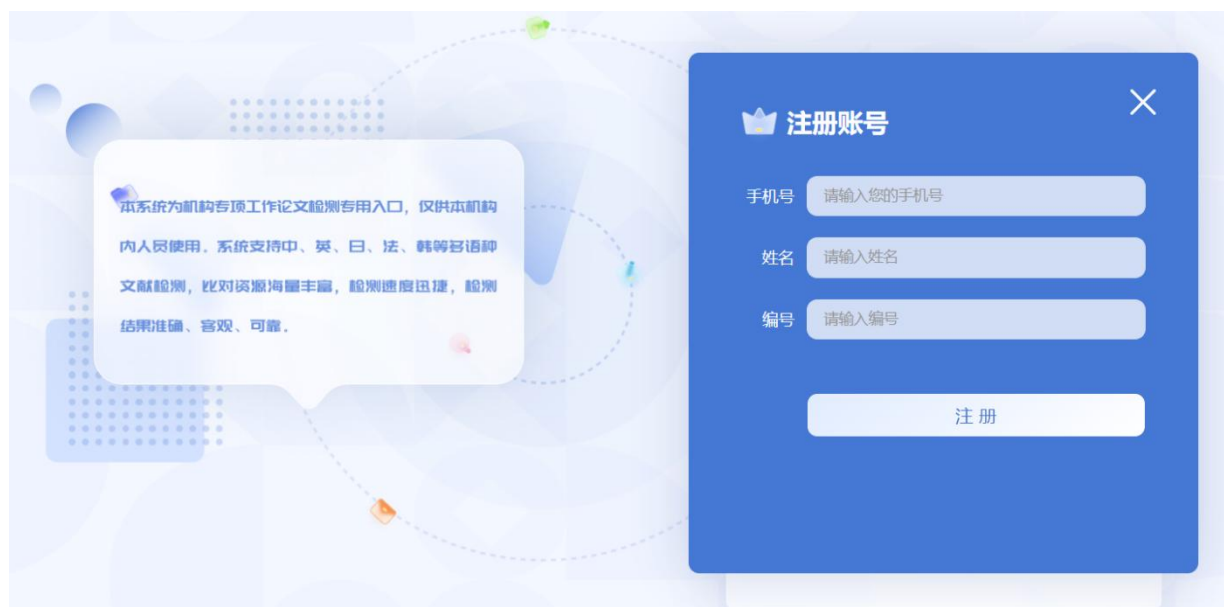 本系统为机构专项工作论文检测专用入口，仅供本机构
内人员使用。系统支持中、英、日、法、韩等多语种
文献检测，比对资源海量丰富，检测速度迅捷，检测
结果准确、客观、可靠。
注册账号
手机号 请输入您的手机号
姓名 请输入姓名
编号 请输入编号
注 册